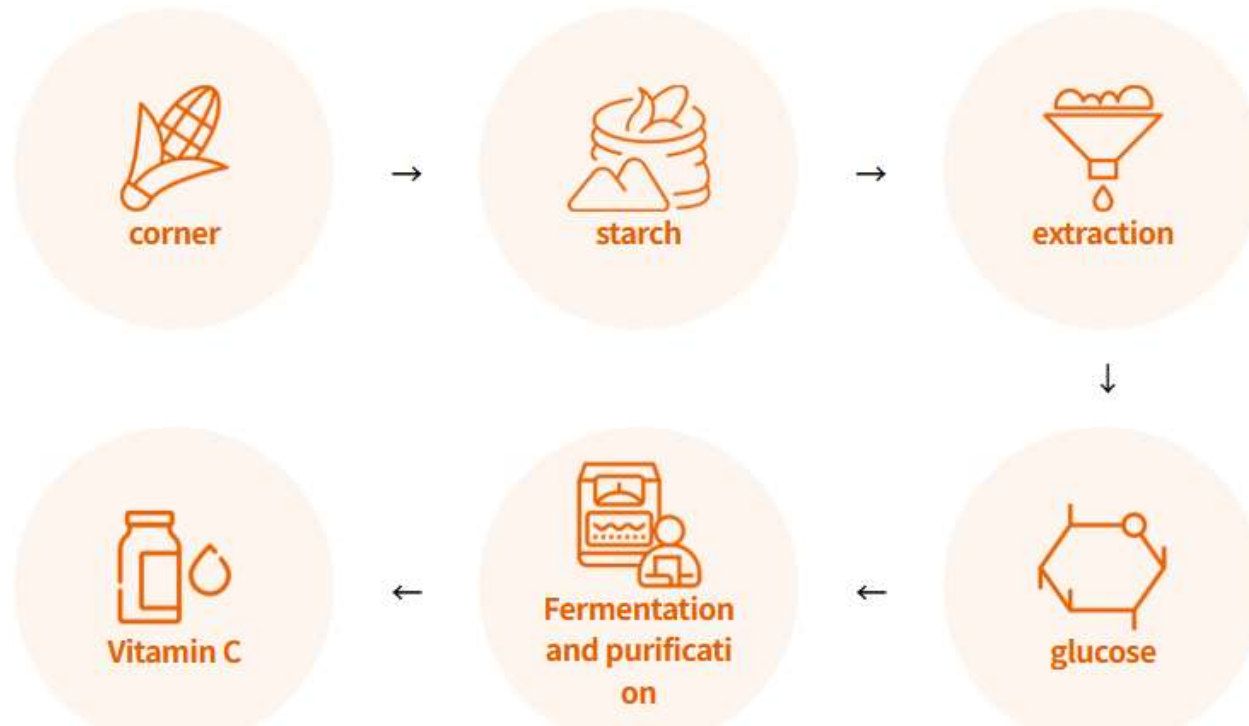 corner
starch
extraction
Vitamin C
Fermentation
and purificati
on
glucose